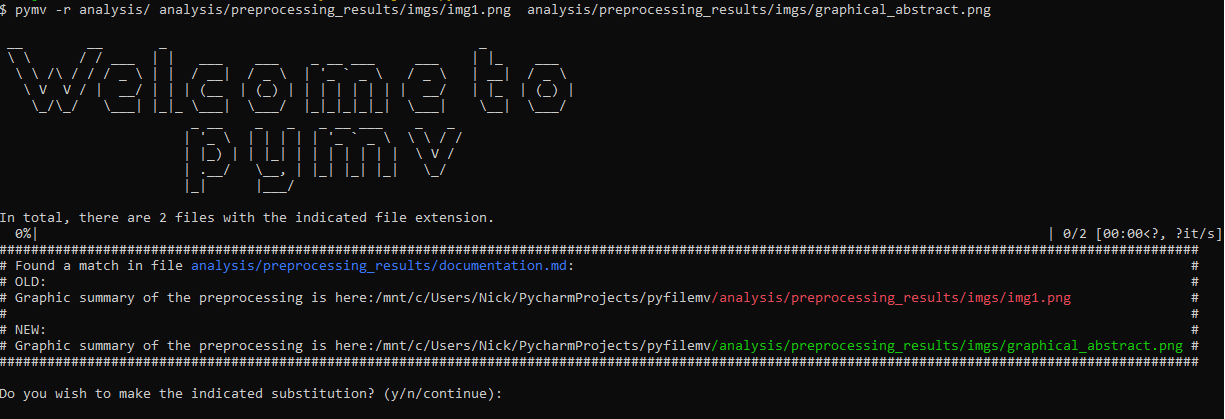 $ pymv -r analysis/ analysis/preprocessing_results/imgs/img1.png  analysis/preprocessing_results/imgs/graphical_abstract.png
Welcome to
pymv
In total, there are 2 files with the indicated file extension.
0%| | 0/2 [00:00<?, ?it/s]
######################################################################################################################################################
# Found a match in file analysis/preprocessing_results/documentation.md: #
# OLD: #
# Graphic summary of the preprocessing is here:/mnt/c/Users/Nick/PycharmProjects/pyfilemv/analysis/preprocessing_results/imgs/img1.png #
# #
# NEW: #
# Graphic summary of the preprocessing is here:/mnt/c/Users/Nick/PycharmProjects/pyfilemv/analysis/preprocessing_results/imgs/graphical_abstract.png #
######################################################################################################################################################
Do you wish to make the indicated substitution? (y/n/continue):